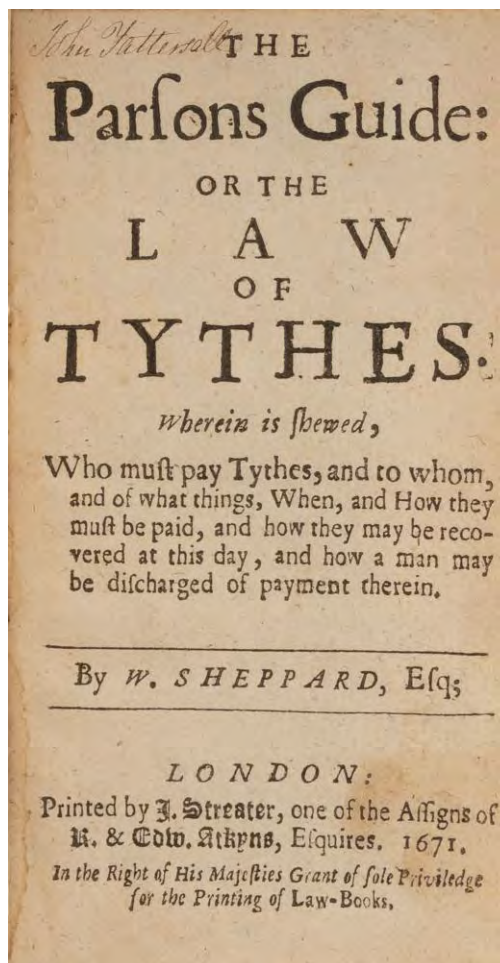 John Tattersall
THE
Parſons Guide:
OR THE
LAW
OF
TYTHES.
Wherein is ſhewed,
Who muſt pay Tythes, and to whom,
and of what things, When, and How they
muſt be paid, and how they may be reco-
vered at this day, and how a man may
be diſcharged of payment therein.
By W. SHEPPARD, Eſq;
LONDON:
Printed by J. Streater, one of the Aſſigns of
R. & Edw. Atkyns, Eſquires. 1671.
In the Right of His Majeſties Grant of ſole Priviledge
for the Printing of Law-Books.